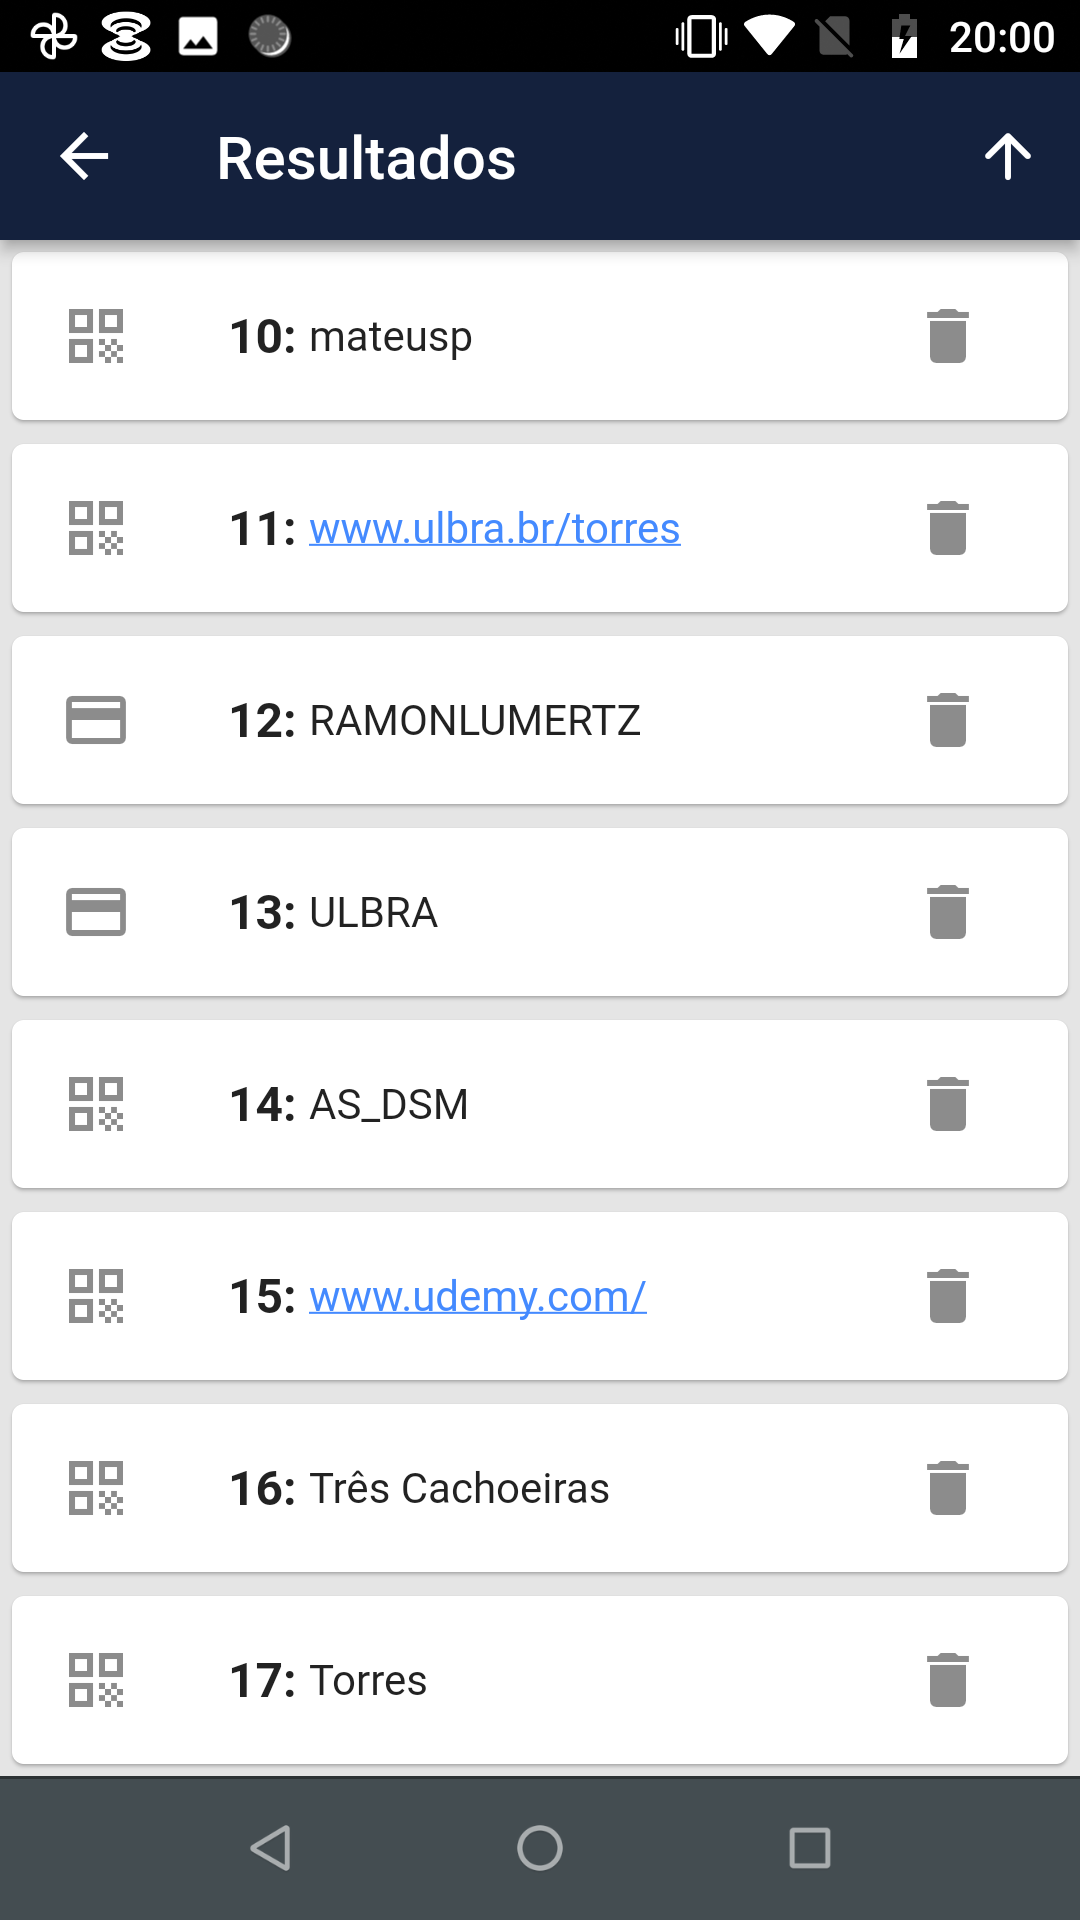 20:00
Resultados
10: mateusp
11: www.ulbra.br/torres
12: RAMONLUMERTZ
13: ULBRA
14: AS_DSM
15: www.udemy.com/
16: Três Cachoeiras
17: Torres